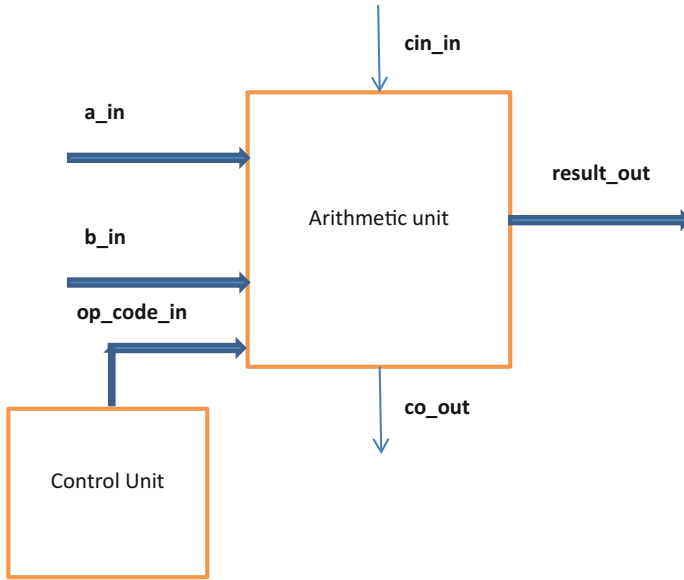 cin_in
a_in
result_out
Arithmetic unit
b_in
op_code_in
co_out
Control Unit